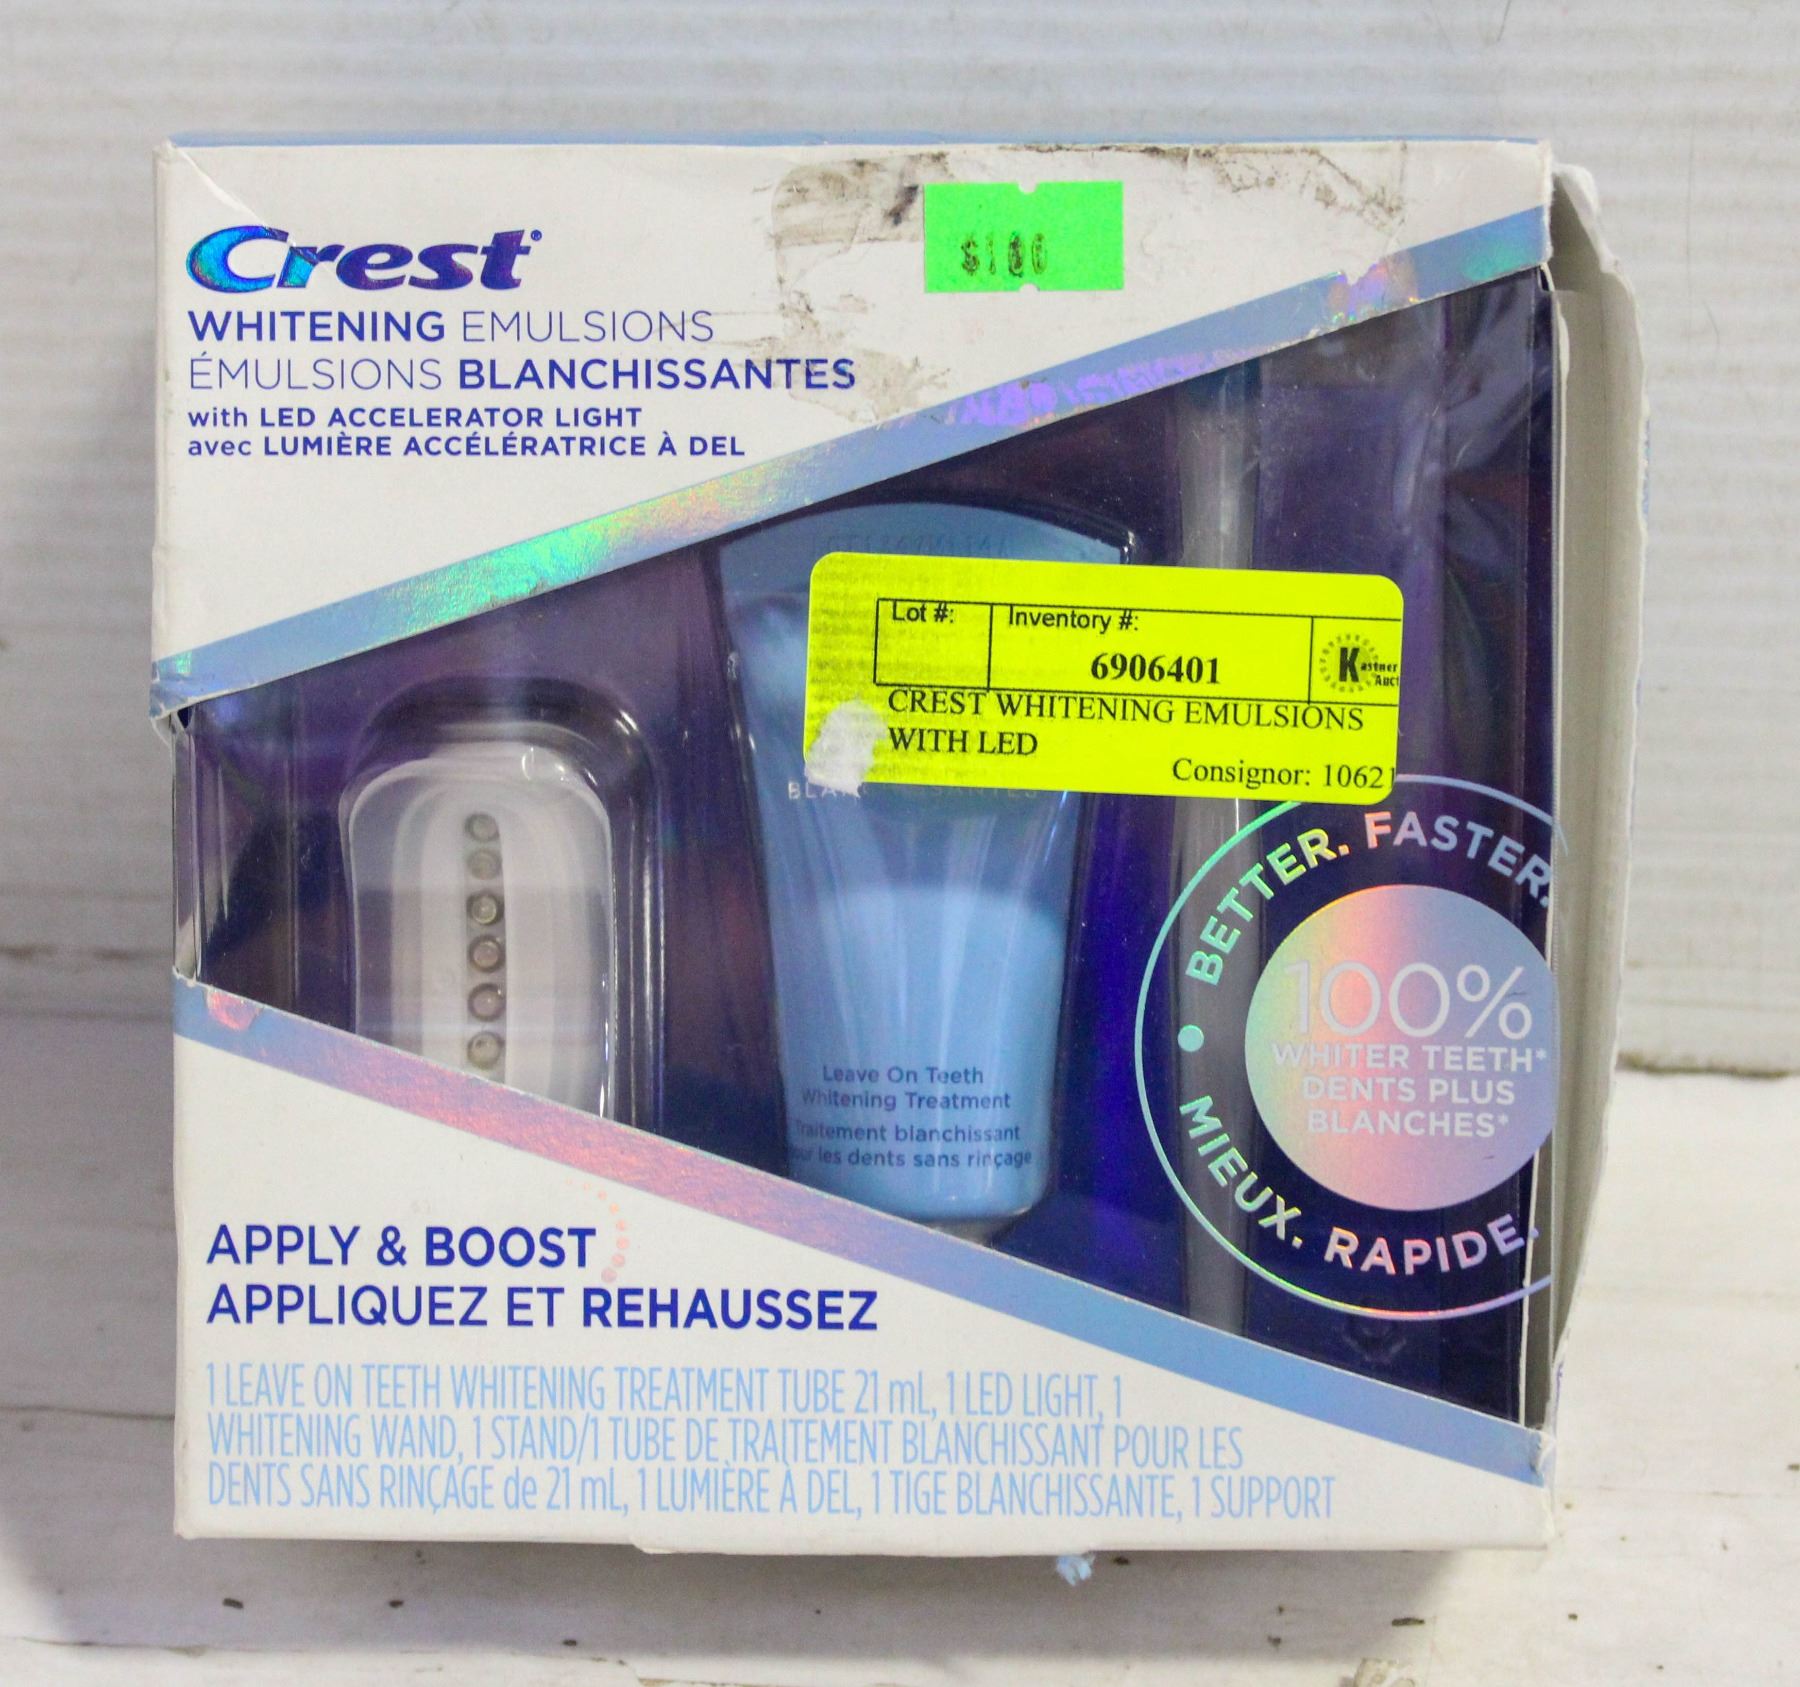 Crest®
$100
WHITENING EMULSIONS
ÉMULSIONS BLANCHISSANTES
with LED ACCELERATOR LIGHT
avec LUMIÈRE ACCÉLÉRATRICE À DEL
Lot #:
Inventory #:
6906401
Kastner
Auct
CREST WHITENING EMULSIONS
WITH LED
Consignor: 10621
BETTER. FASTER.
100%
WHITER TEETH*
DENTS PLUS
BLANCHES*
MIEUX. RAPIDE.
Leave On Teeth
Whitening Treatment
Traitement blanchissant
les dents sans rinçage
APPLY & BOOST
APPLIQUEZ ET REHAUSSEZ
1 LEAVE ON TEETH WHITENING TREATMENT TUBE 21 mL, 1 LED LIGHT, 1
WHITENING WAND, 1 STAND/1 TUBE DE TRAITEMENT BLANCHISSANT POUR LES
DENTS SANS RINÇAGE de 21 mL, 1 LUMIÈRE À DEL, 1 TIGE BLANCHISSANTE, 1 SUPPORT